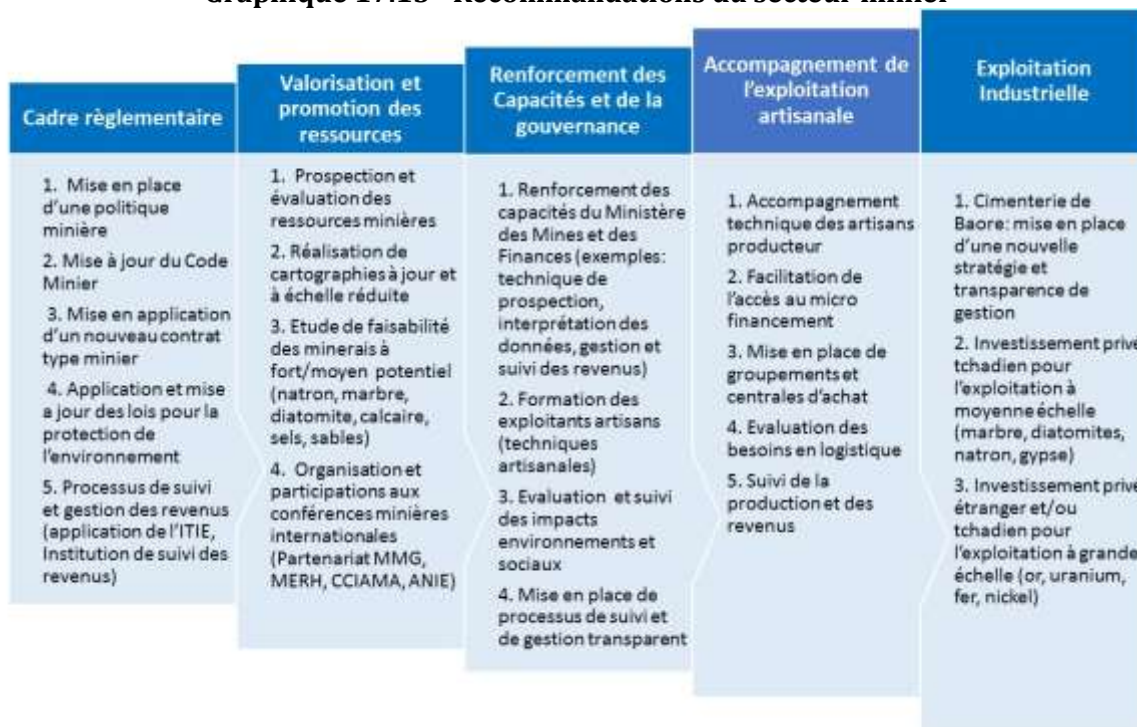 Graphique 17.13 - Recommandations du secteur minier
Cadre règlementaire
1. Mise en place
d'une politique
minière
2. Mise à jour du Code
Minier
3. Mise en application
d'un nouveau contrat
type minier
4. Application et mise
a jour des lois pour la
protection de
l'environnement
5. Processus de suivi
et gestion des revenus
(application de l'ITIE,
Institution de suivi des
revenus)
Valorisation et
promotion des
ressources
1. Prospection et
évaluation des
ressources minières
2. Réalisation de
cartographies à jour et
à échelle réduite
3. Etude de faisabilité
des minerais à
fort/moyen potentiel
(natron, marbre,
diatomite, calcaire,
sels, sables)
4. Organisation et
participations aux
conférences minières
internationales
(Partenariat MMG,
MERH, CCIAMA, ANIE)
Renforcement des
Capacités et de la
gouvernance
1. Renforcement des
capacités du Ministère
des Mines et des
Finances (exemples:
technique de
prospection,
interprétation des
données, gestion et
suivi des revenus)
2. Formation des
exploitants artisans
(techniques
artisanales)
3. Evaluation et suivi
des impacts
environnements et
sociaux
4. Mise en place de
processus de suivi et
de gestion transparent
Accompagnement de
l'exploitation
artisanale
1. Accompagnement
technique des artisans
producteur
2. Facilitation de
l'accès au micro
financement
3. Mise en place de
groupements et
centrales d'achat
4. Evaluation des
besoins en logistique
5. Suivi de la
production et des
revenus
Exploitation
Industrielle
1. Cimenterie de
Baore: mise en place
d'une nouvelle
stratégie et
transparence de
gestion
2. Investissement privé
tchadien pour
l'exploitation à
moyenne échelle
(marbre, diatomites,
natron, gypse)
3. Investissement privé
étranger et/ou
tchadien pour
l'exploitation à grande
échelle (or, uranium,
fer, nickel)